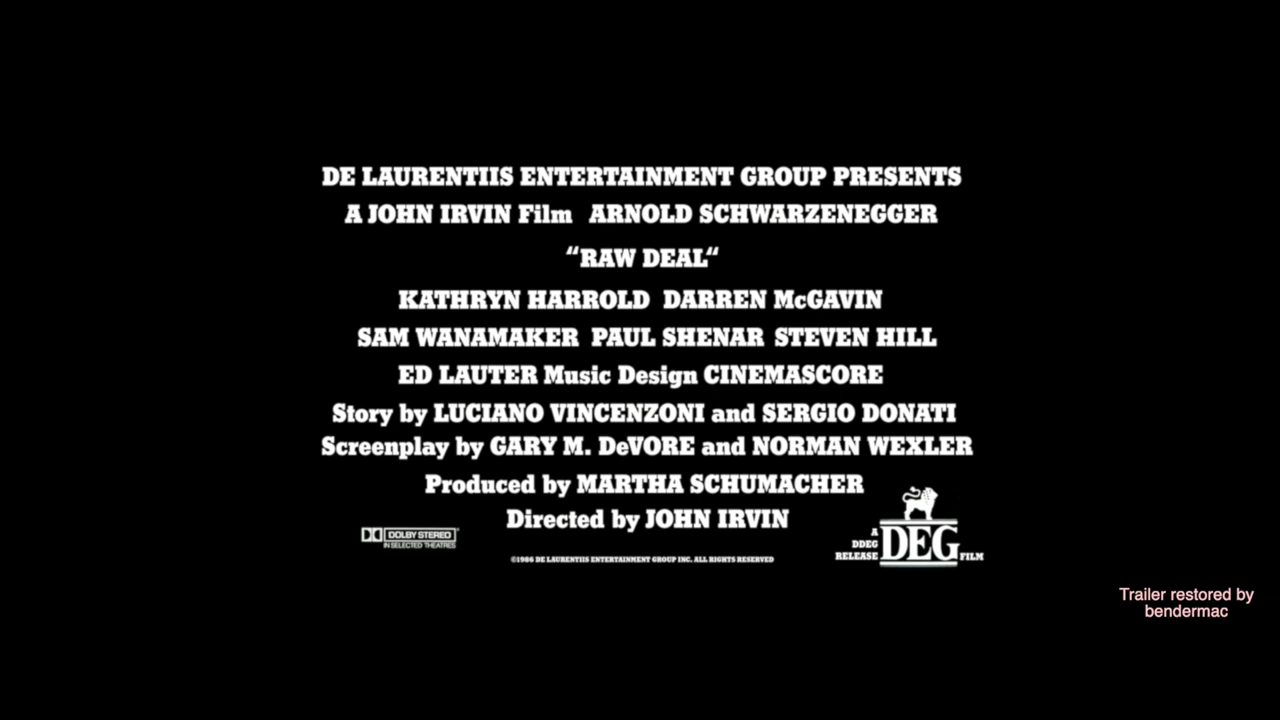 DE LAURENTIIS ENTERTAINMENT GROUP PRESENTS
A JOHN IRVIN Film ARNOLD SCHWARZENEGGER
“RAW DEAL“
KATHRYN HARROLD DARREN McGAVIN
SAM WANAMAKER PAUL SHENAR STEVEN HILL
ED LAUTER Music Design CINEMASCORE
Story by LUCIANO VINCENZONI and SERGIO DONATI
Screenplay by GARY M. DeVORE and NORMAN WEXLER
Produced by MARTHA SCHUMACHER
Directed by JOHN IRVIN
DOLBY STEREO
IN SELECTED THEATRES
©1986 DE LAURENTIIS ENTERTAINMENT GROUP INC. ALL RIGHTS RESERVED
A
DDEG
RELEASE
DEG
FILM
Trailer restored by
bendermac